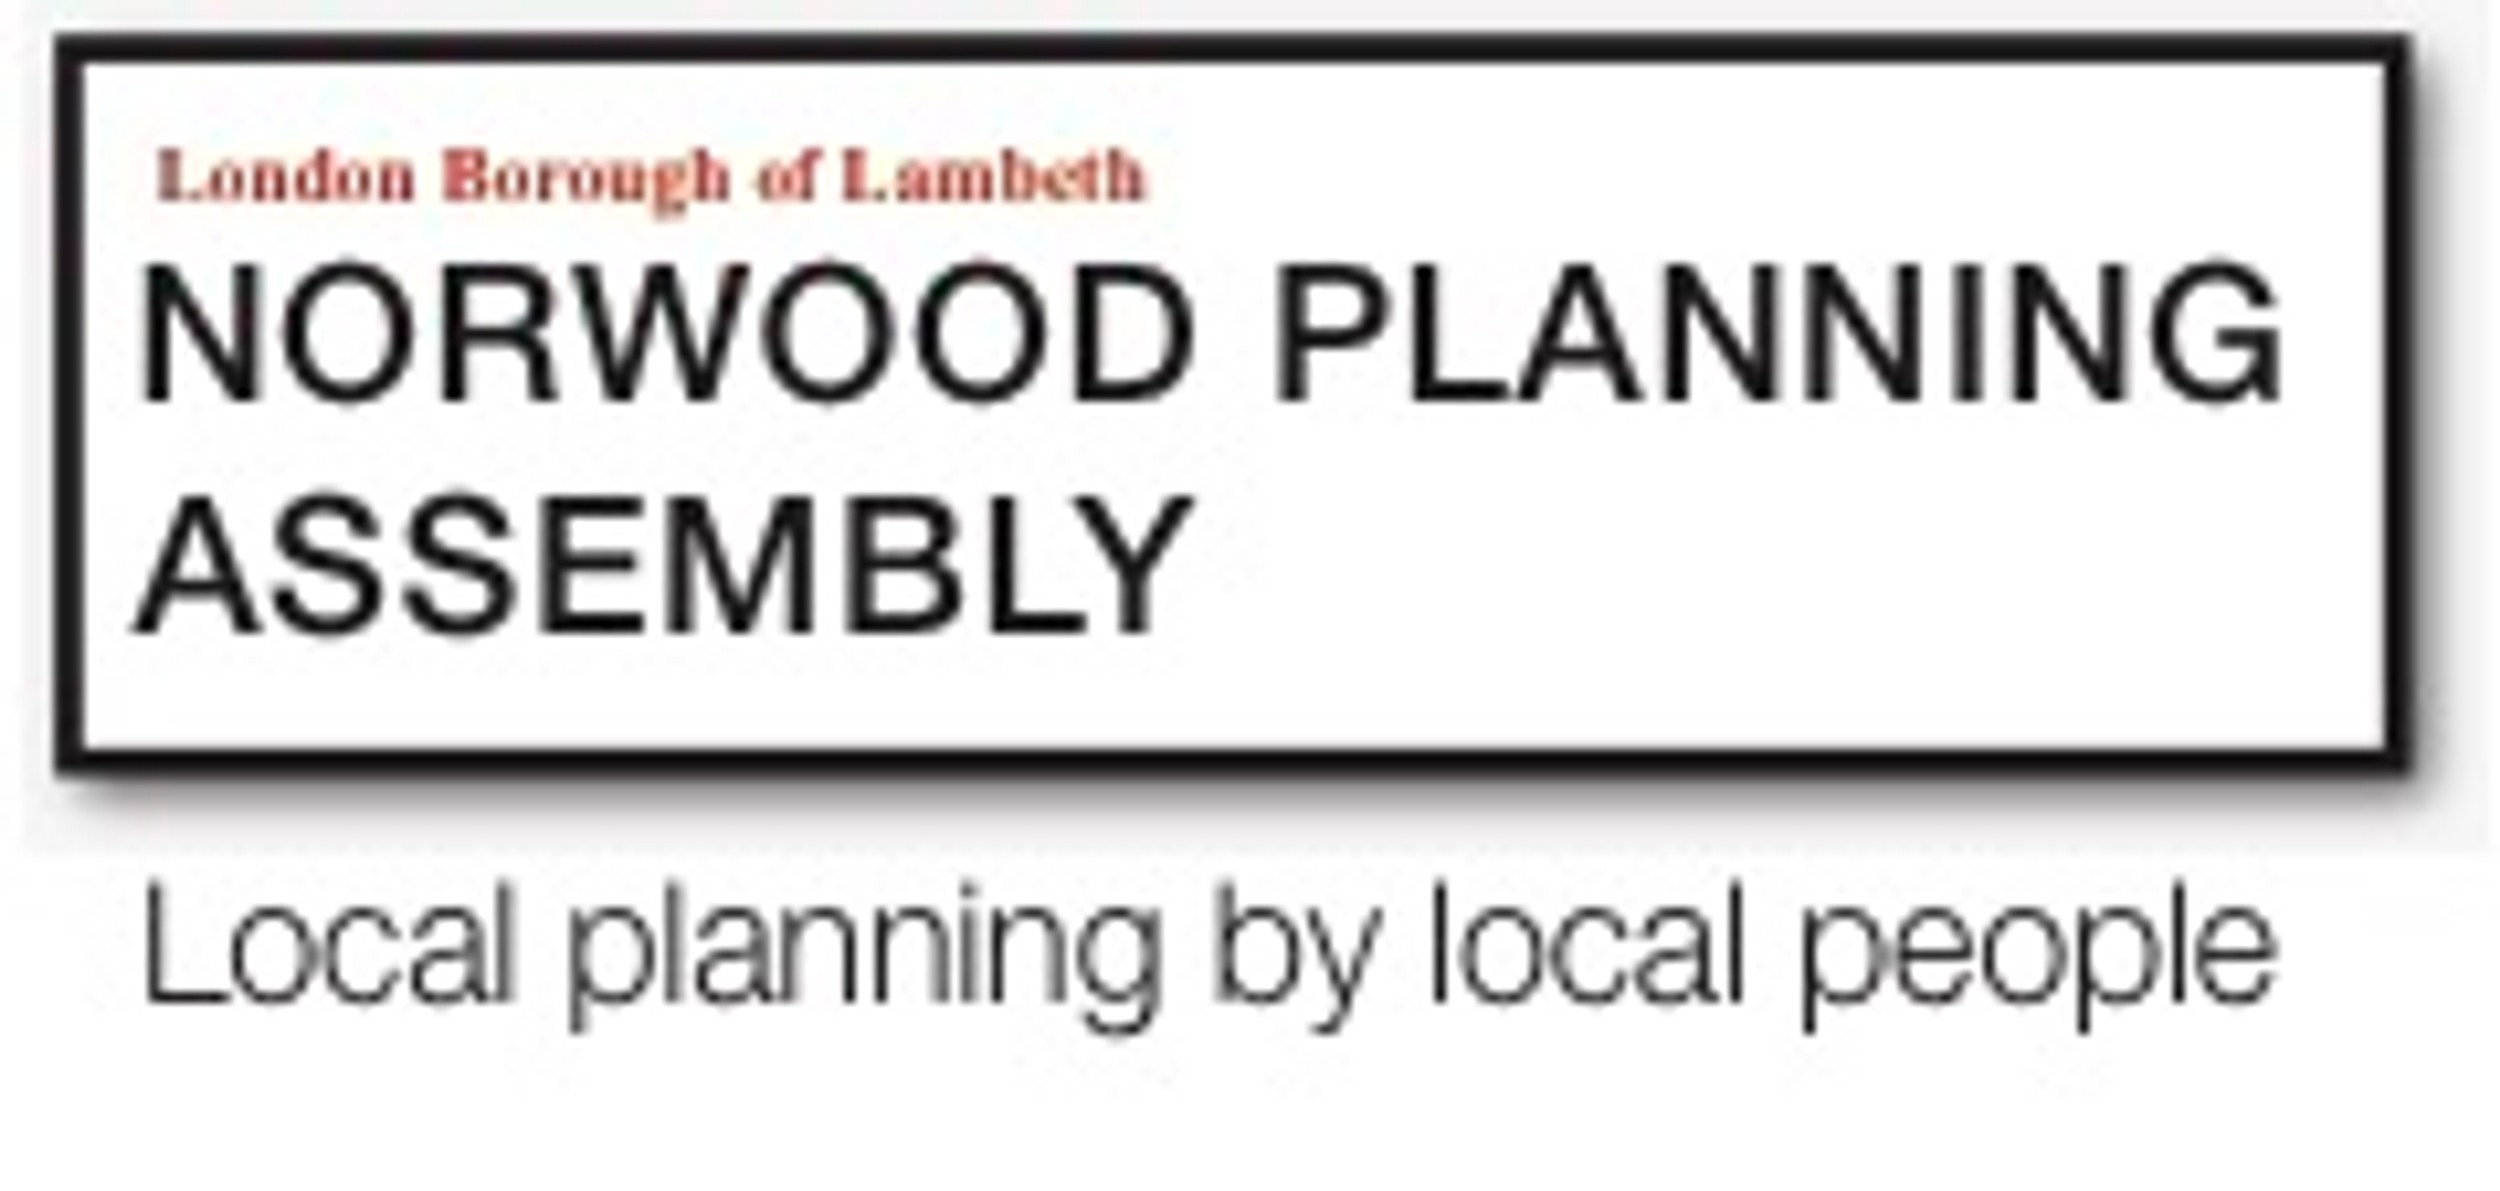 London Borough of Lambeth
NORWOOD PLANNING
ASSEMBLY
Local planning by local people